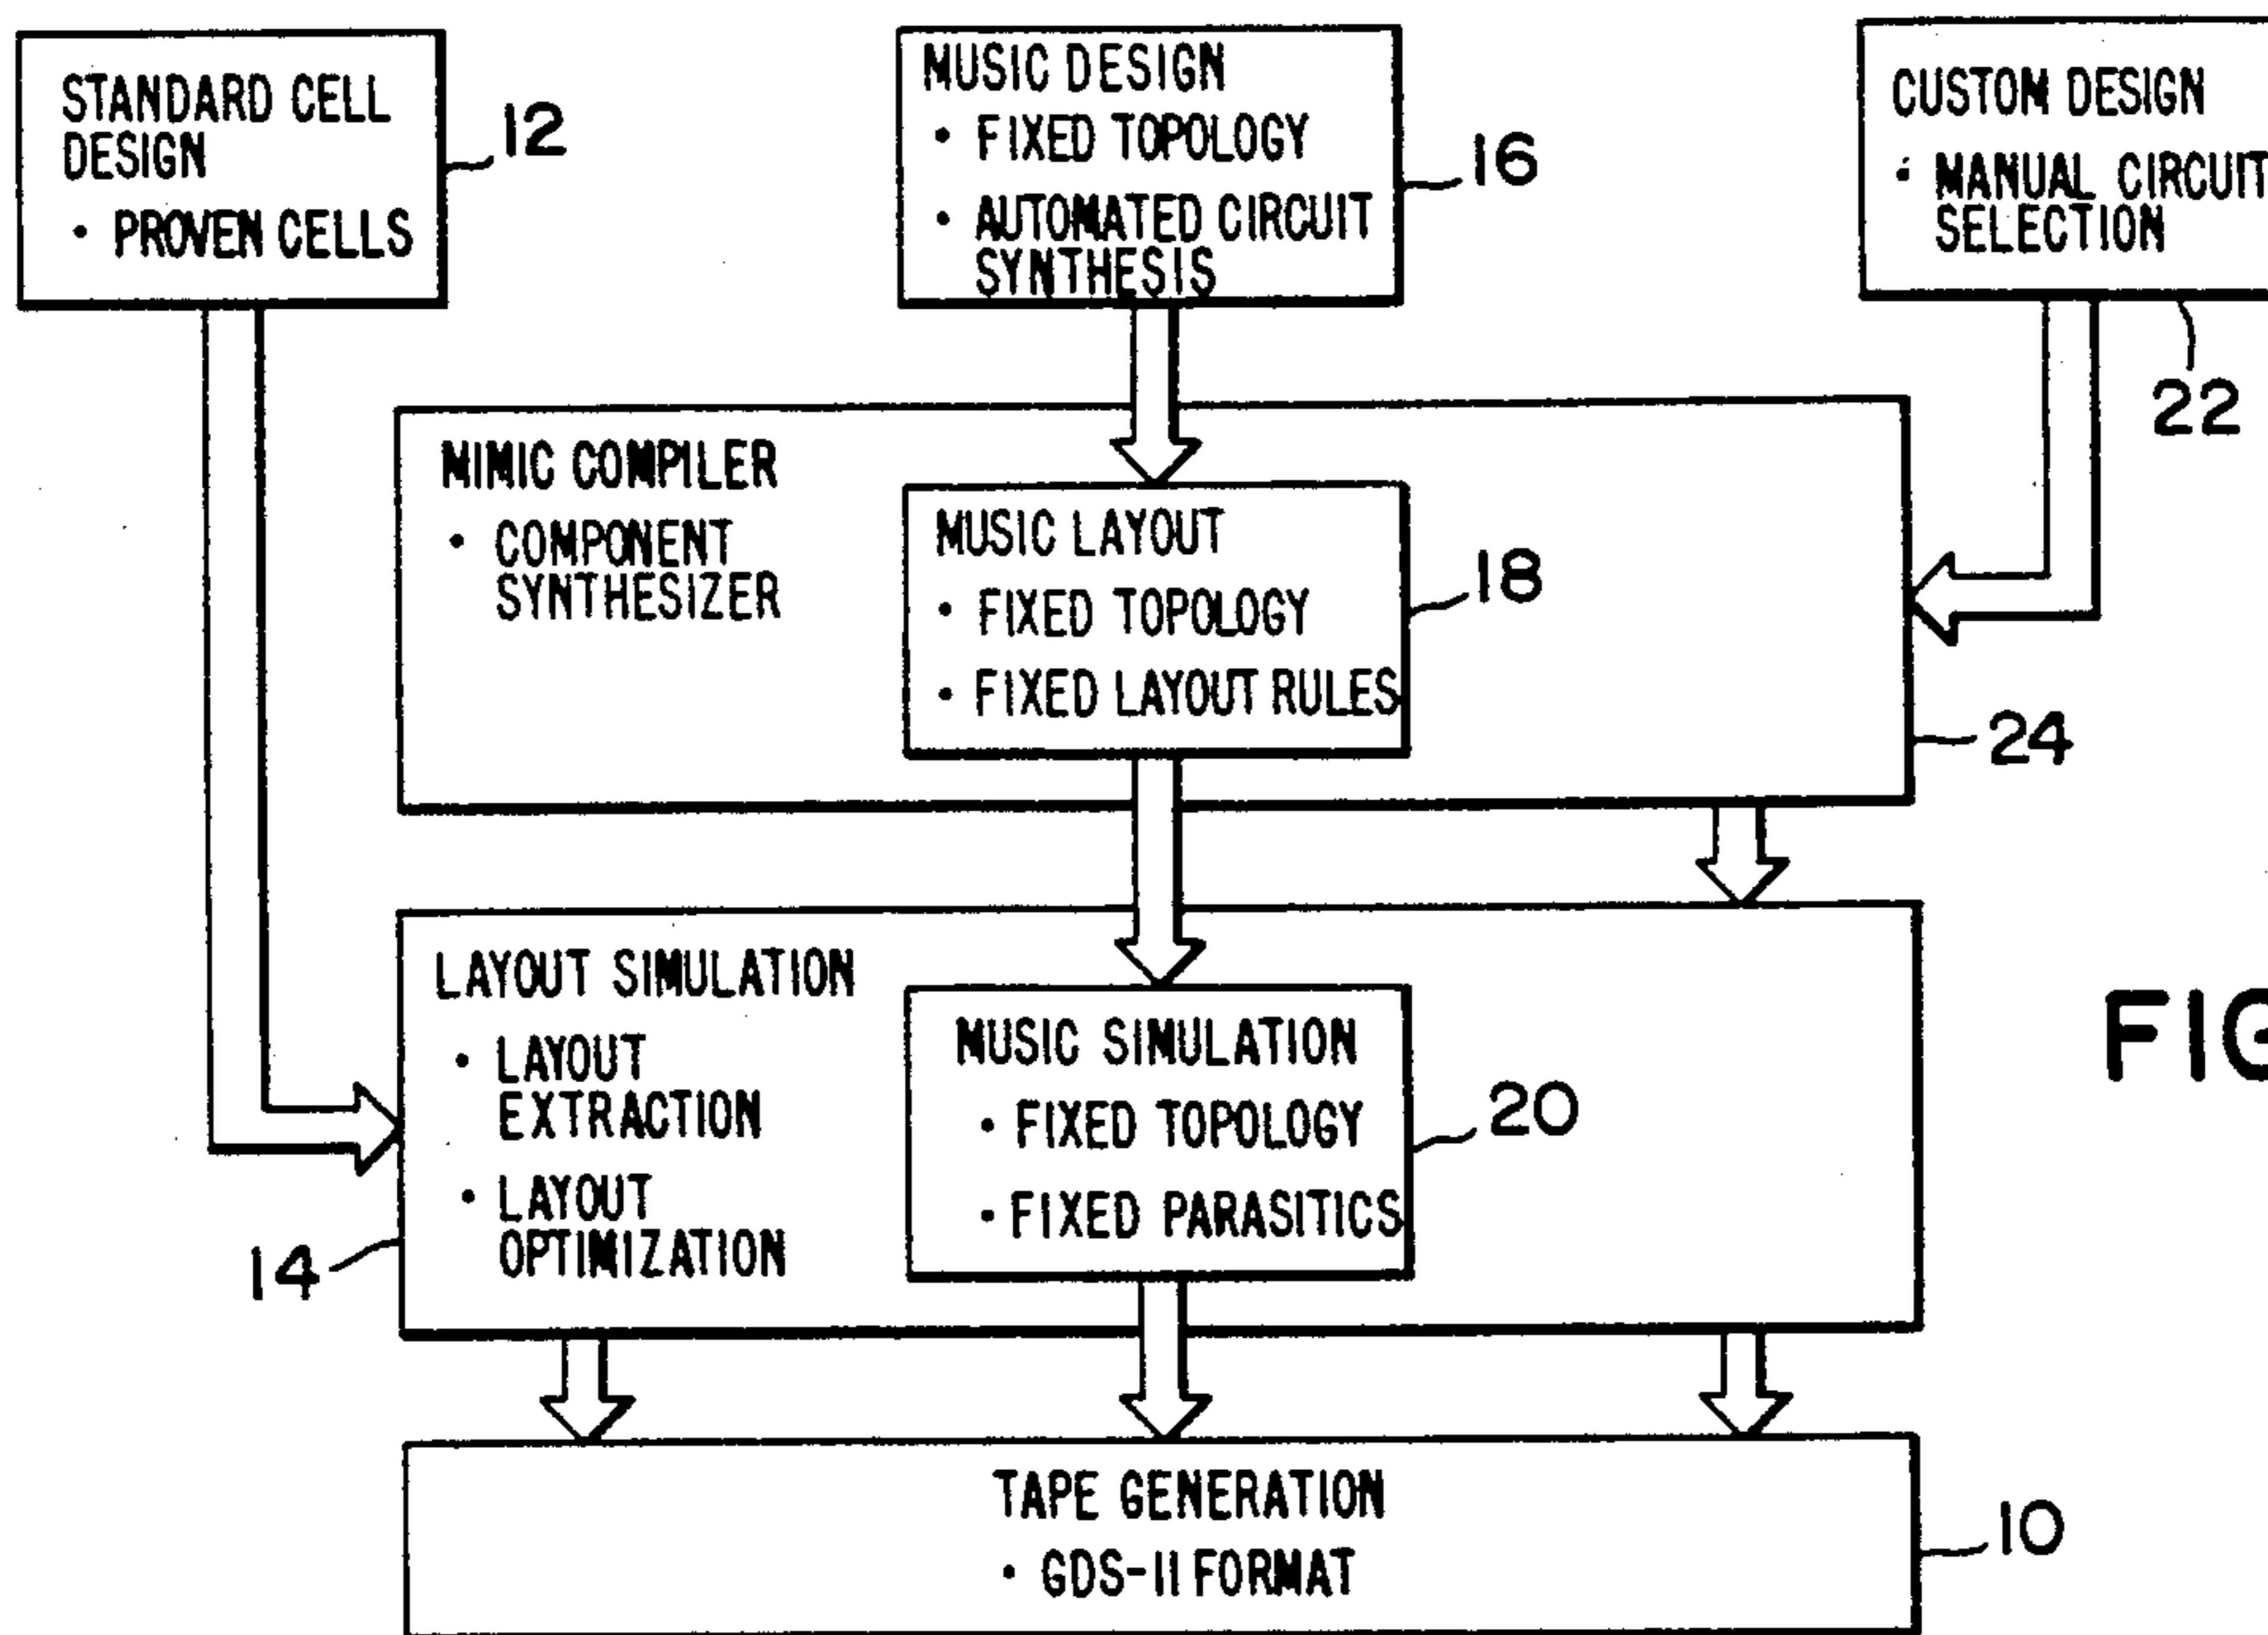 STANDARD CELL
DESIGN
• PROVEN CELLS
12
MUSIC DESIGN
• FIXED TOPOLOGY
• AUTOMATED CIRCUIT
SYNTHESIS
16
CUSTOM DESIGN
• MANUAL CIRCUIT
SELECTION
22
MIMIC COMPILER
• COMPONENT
SYNTHESIZER
MUSIC LAYOUT
• FIXED TOPOLOGY
• FIXED LAYOUT RULES
18
24
LAYOUT SIMULATION
• LAYOUT
EXTRACTION
• LAYOUT
OPTIMIZATION
14
MUSIC SIMULATION
• FIXED TOPOLOGY
• FIXED PARASITICS
20
FIG
TAPE GENERATION
• GDS-II FORMAT
10